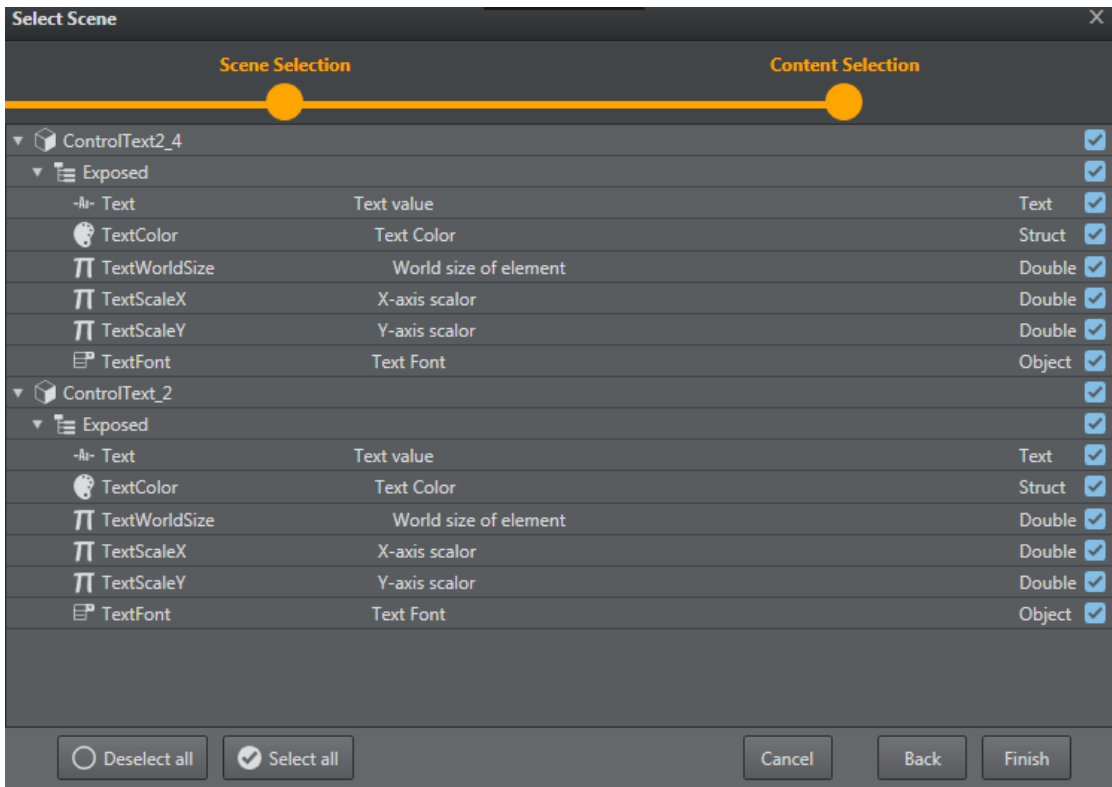 Select Scene
Scene Selection Content Selection
ControlText2_4
Exposed
Text Text value Text
TextColor Text Color Struct
TextWorldSize World size of element Double
TextScaleX X-axis scalor Double
TextScaleY Y-axis scalor Double
TextFont Text Font Object
ControlText_2
Exposed
Text Text value Text
TextColor Text Color Struct
TextWorldSize World size of element Double
TextScaleX X-axis scalor Double
TextScaleY Y-axis scalor Double
TextFont Text Font Object
Deselect all Select all Cancel Back Finish